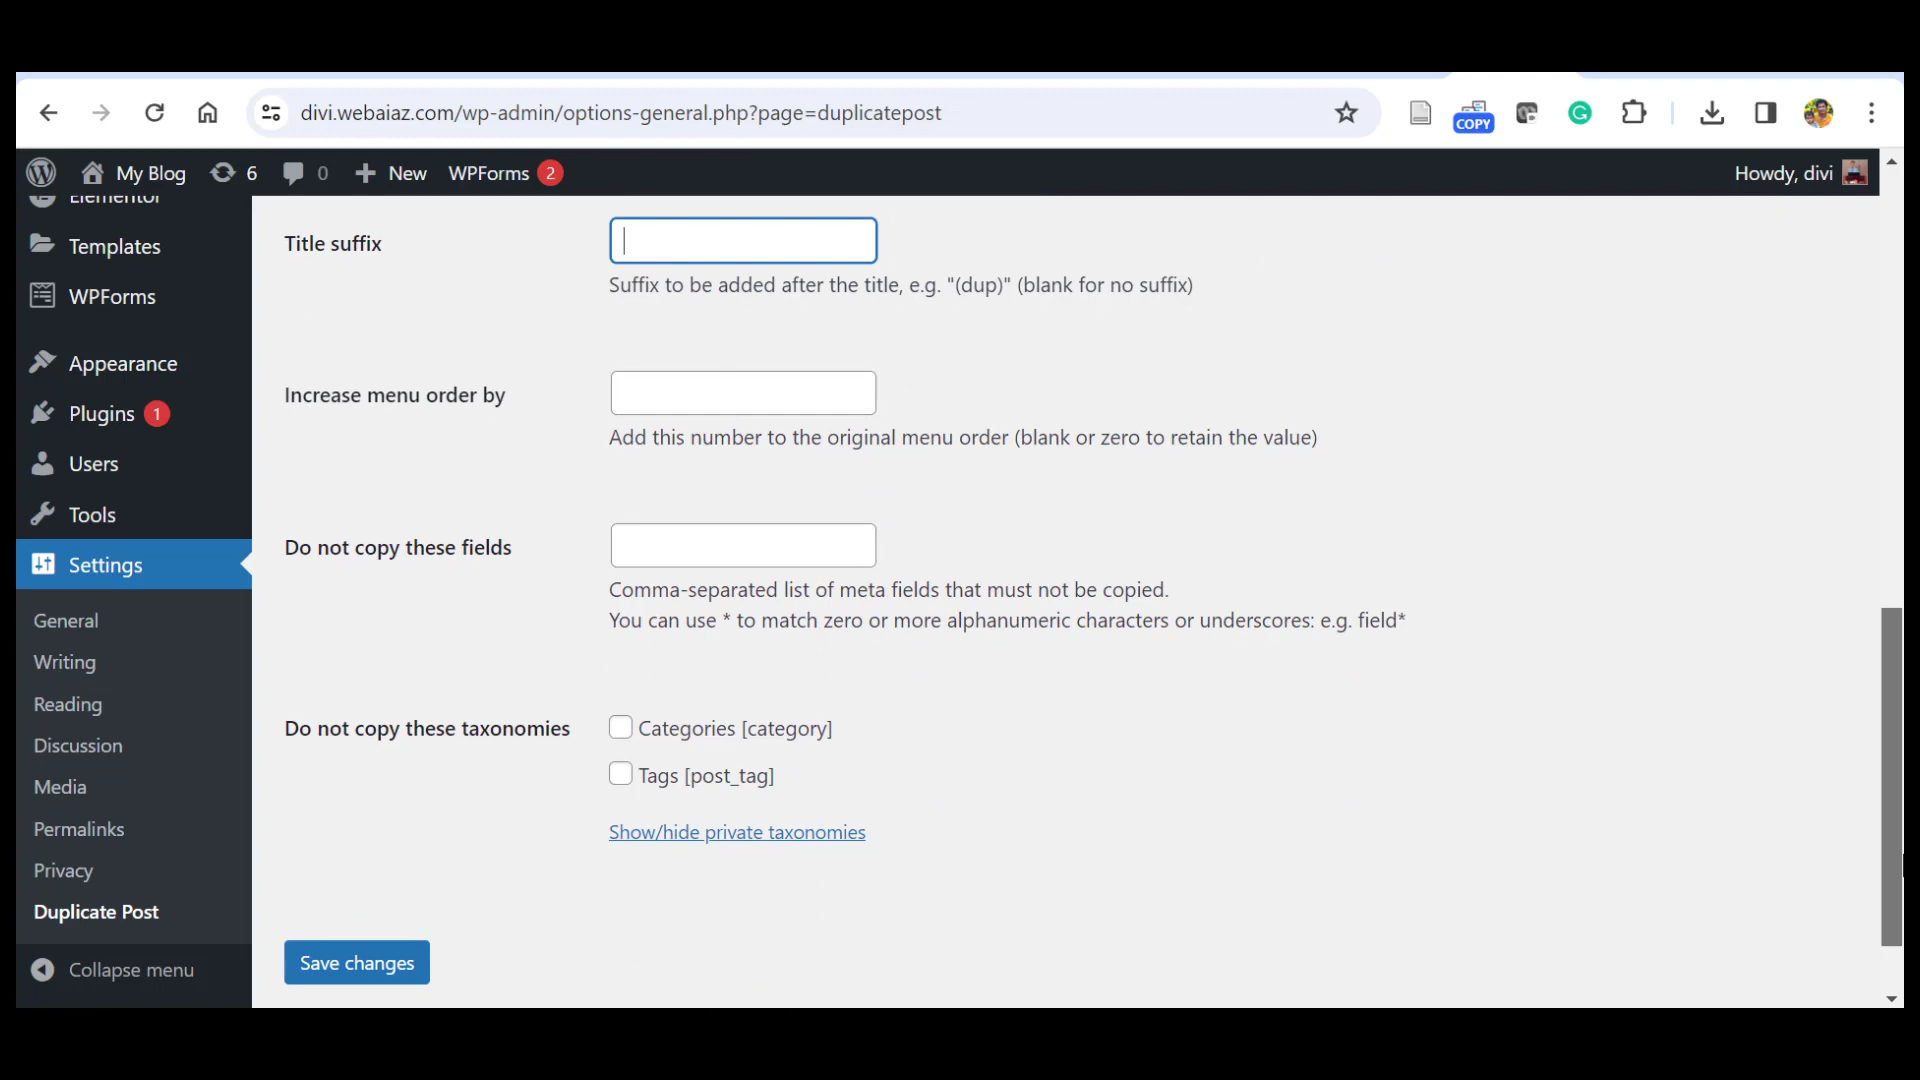 divi.webaiaz.com/wp-admin/options-general.php?page=duplicatepost
COPY
My Blog 6 0 New WPForms 2 Howdy, divi
Elementor
Templates
WPForms
Appearance
Plugins 1
Users
Tools
Settings
General
Writing
Reading
Discussion
Media
Permalinks
Privacy
Duplicate Post
Collapse menu
Title suffix
Suffix to be added after the title, e.g. "(dup)" (blank for no suffix)
Increase menu order by
Add this number to the original menu order (blank or zero to retain the value)
Do not copy these fields
Comma-separated list of meta fields that must not be copied.
You can use * to match zero or more alphanumeric characters or underscores: e.g. field*
Do not copy these taxonomies
Categories [category]
Tags [post_tag]
Show/hide private taxonomies
Save changes